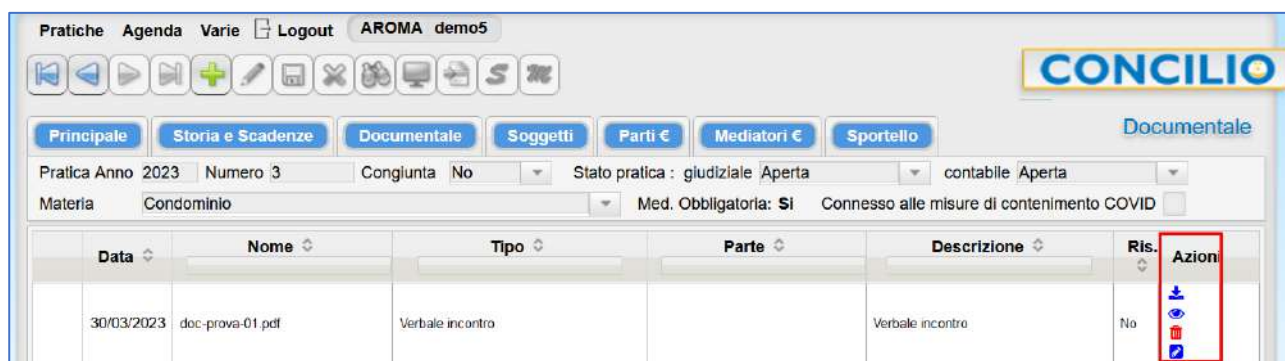 Pratiche Agenda Varie Logout AROMA demo5
S m
CONCILIO
Principale Storia e Scadenze Documentale Soggetti Parti € Mediatori € Sportello Documentale
Pratica Anno 2023 Numero 3 Congiunta No Stato pratica : giudiziale Aperta contabile Aperta
Materia Condominio Med. Obbligatoria: Si Connesso alle misure di contenimento COVID
Data Nome Tipo Parte Descrizione Ris. Azioni
30/03/2023 doc-prova-01.pdf Verbale incontro Verbale incontro No